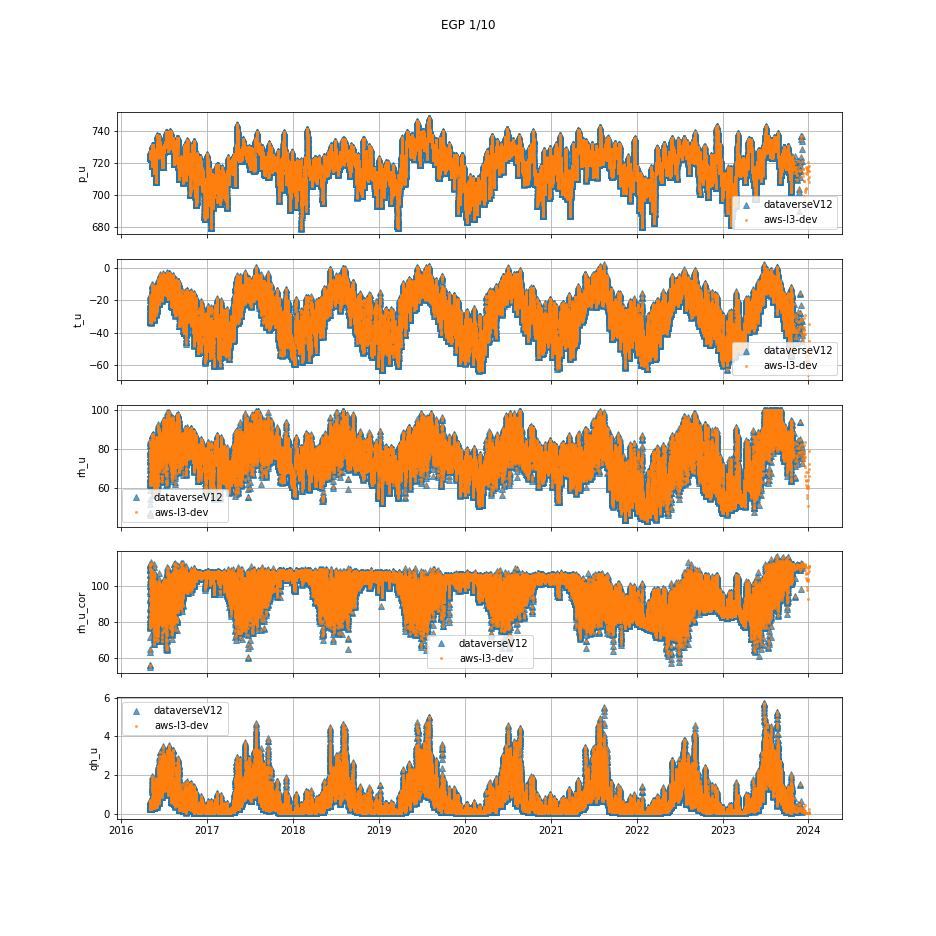 EGP 1/10
740
720
700
680
p_u
dataverseV12
aws-l3-dev
0
−20
−40
−60
t_u
dataverseV12
aws-l3-dev
100
80
60
rh_u
dataverseV12
aws-l3-dev
100
80
60
rh_u_cor
dataverseV12
aws-l3-dev
6
4
2
0
qh_u
dataverseV12
aws-l3-dev
2016 2017 2018 2019 2020 2021 2022 2023 2024